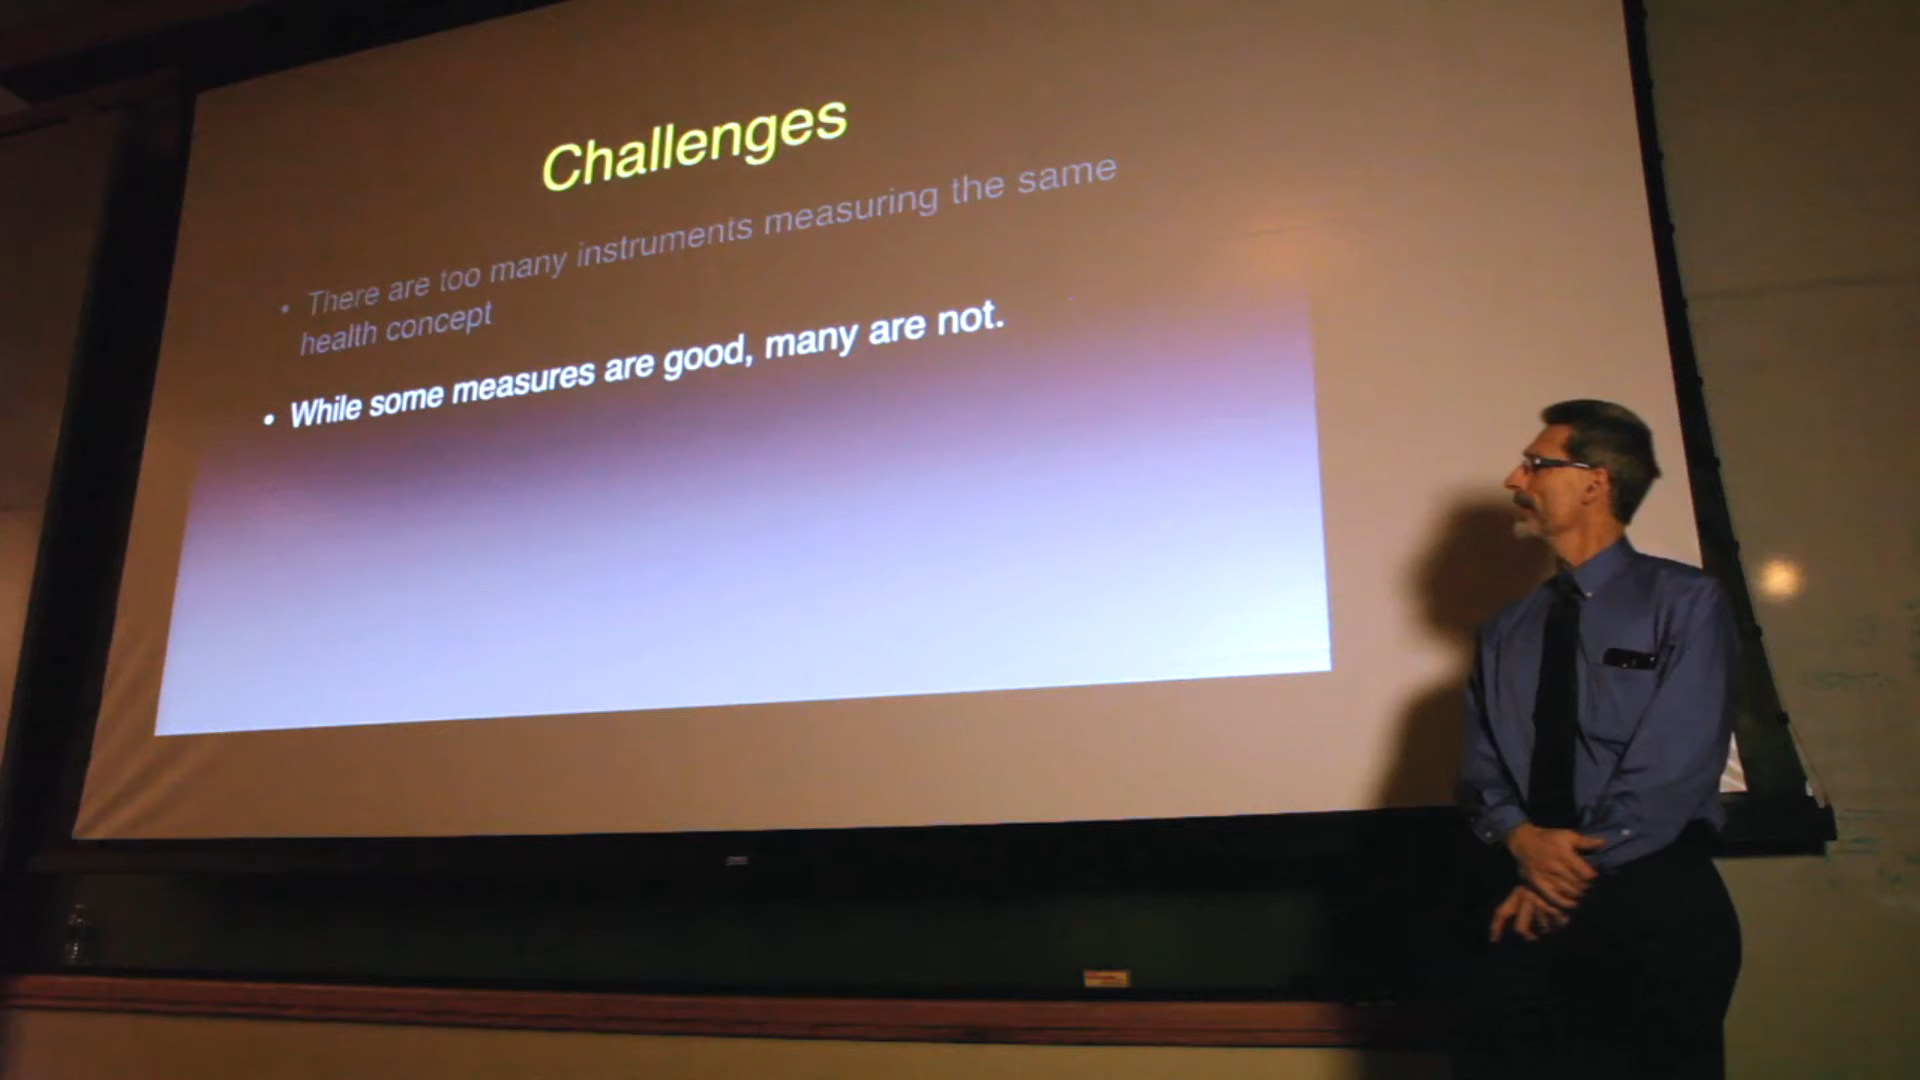 Challenges
• There are too many instruments measuring the same
health concept
• While some measures are good, many are not.